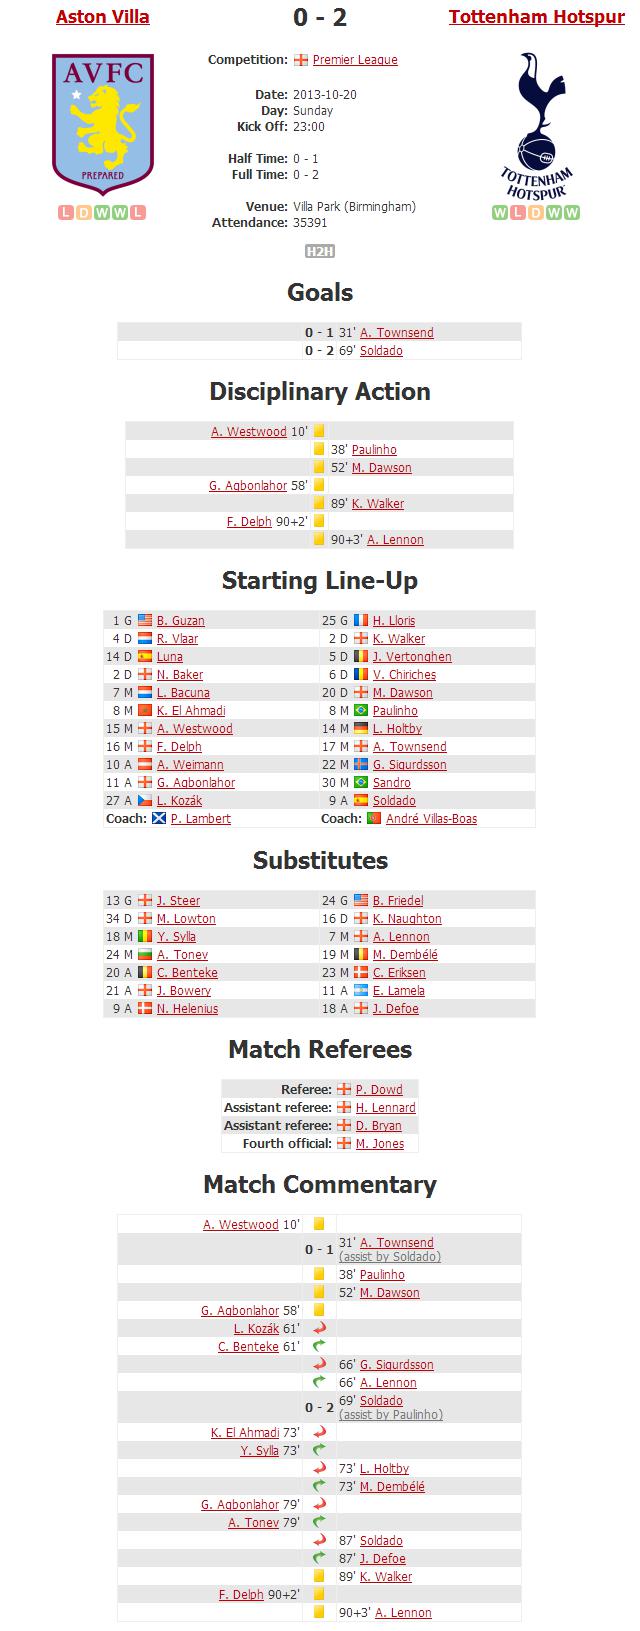 Aston Villa 0 - 2 Tottenham Hotspur
AVFC
PREPARED
TOTTENHAM
HOTSPUR
L D W W L
W L D W W
Competition: Premier League
Date: 2013-10-20
Day: Sunday
Kick Off: 23:00
Half Time: 0 - 1
Full Time: 0 - 2
Venue: Villa Park (Birmingham)
Attendance: 35391
H2H
Goals
0 - 1 31' A. Townsend
0 - 2 69' Soldado
Disciplinary Action
A. Westwood 10'
38' Paulinho
52' M. Dawson
G. Agbonlahor 58'
89' K. Walker
F. Delph 90+2'
90+3' A. Lennon
Starting Line-Up
1 G B. Guzan 25 G H. Lloris
4 D R. Vlaar 2 D K. Walker
14 D Luna 5 D J. Vertonghen
2 D N. Baker 6 D V. Chiriches
7 M L. Bacuna 20 D M. Dawson
8 M K. El Ahmadi 8 M Paulinho
15 M A. Westwood 14 M L. Holtby
16 M F. Delph 17 M A. Townsend
10 A A. Weimann 22 M G. Sigurdsson
11 A G. Agbonlahor 30 M Sandro
27 A L. Kozák 9 A Soldado
Coach: P. Lambert Coach: André Villas-Boas
Substitutes
13 G J. Steer 24 G B. Friedel
34 D M. Lowton 16 D K. Naughton
18 M Y. Sylla 7 M A. Lennon
24 M A. Tonev 19 M M. Dembélé
20 A C. Benteke 23 M C. Eriksen
21 A J. Bowery 11 A E. Lamela
9 A N. Helenius 18 A J. Defoe
Match Referees
Referee: P. Dowd
Assistant referee: H. Lennard
Assistant referee: D. Bryan
Fourth official: M. Jones
Match Commentary
A. Westwood 10'
0 - 1 31' A. Townsend
(assist by Soldado)
38' Paulinho
52' M. Dawson
G. Agbonlahor 58'
L. Kozák 61'
C. Benteke 61'
66' G. Sigurdsson
66' A. Lennon
0 - 2 69' Soldado
(assist by Paulinho)
K. El Ahmadi 73'
Y. Sylla 73'
73' L. Holtby
73' M. Dembélé
G. Agbonlahor 79'
A. Tonev 79'
87' Soldado
87' J. Defoe
89' K. Walker
F. Delph 90+2'
90+3' A. Lennon